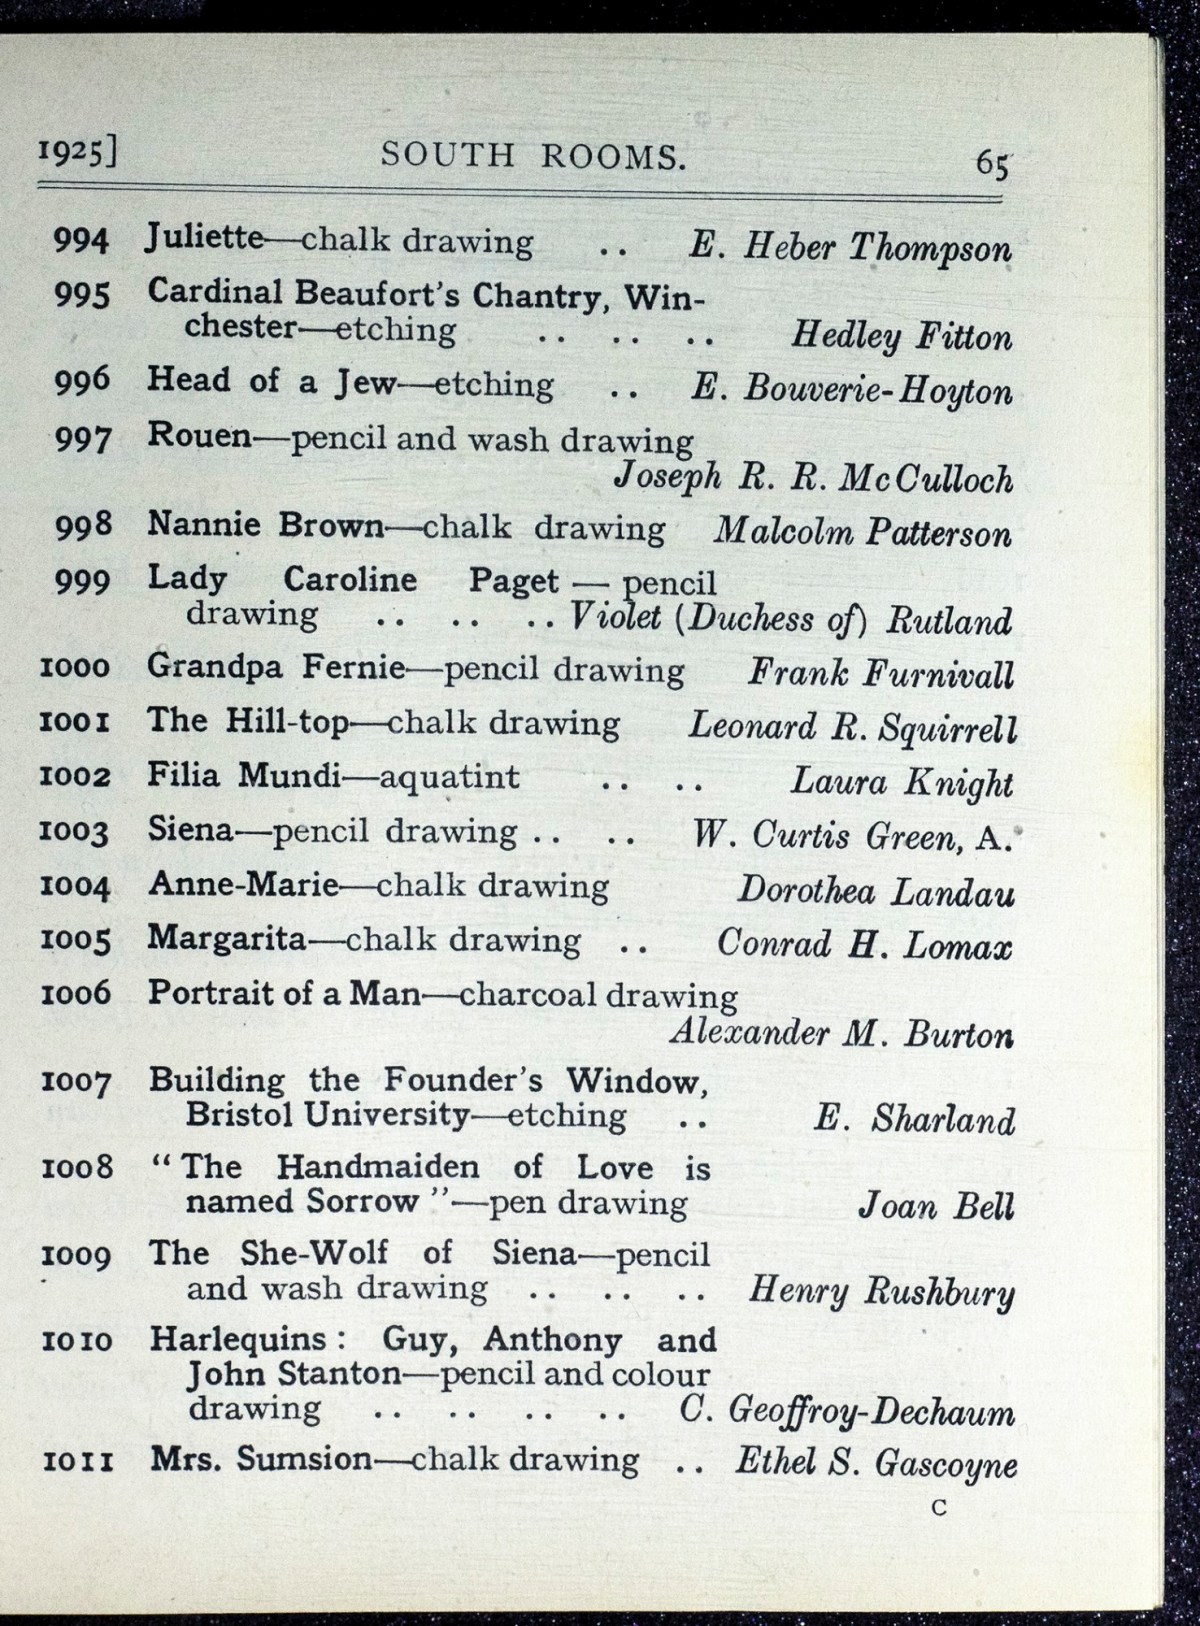 1925] SOUTH ROOMS. 65
994 Juliette—chalk drawing .. E. Heber Thompson
995 Cardinal Beaufort's Chantry, Win-
chester—etching .. .. .. Hedley Fitton
996 Head of a Jew—etching .. E. Bouverie-Hoyton
997 Rouen—pencil and wash drawing
Joseph R. R. McCulloch
998 Nannie Brown—chalk drawing Malcolm Patterson
999 Lady Caroline Paget — pencil
drawing .. .. .. Violet (Duchess of) Rutland
1000 Grandpa Fernie—pencil drawing Frank Furnivall
1001 The Hill-top—chalk drawing Leonard R. Squirrell
1002 Filia Mundi—aquatint .. .. Laura Knight
1003 Siena—pencil drawing .. .. W. Curtis Green, A.
1004 Anne-Marie—chalk drawing Dorothea Landau
1005 Margarita—chalk drawing .. Conrad H. Lomax
1006 Portrait of a Man—charcoal drawing
Alexander M. Burton
1007 Building the Founder's Window,
Bristol University—etching .. E. Sharland
1008 “The Handmaiden of Love is
named Sorrow”—pen drawing Joan Bell
1009 The She-Wolf of Siena—pencil
and wash drawing .. .. .. Henry Rushbury
1010 Harlequins: Guy, Anthony and
John Stanton—pencil and colour
drawing .. .. .. .. C. Geoffroy-Dechaum
1011 Mrs. Sumsion—chalk drawing .. Ethel S. Gascoyne
C